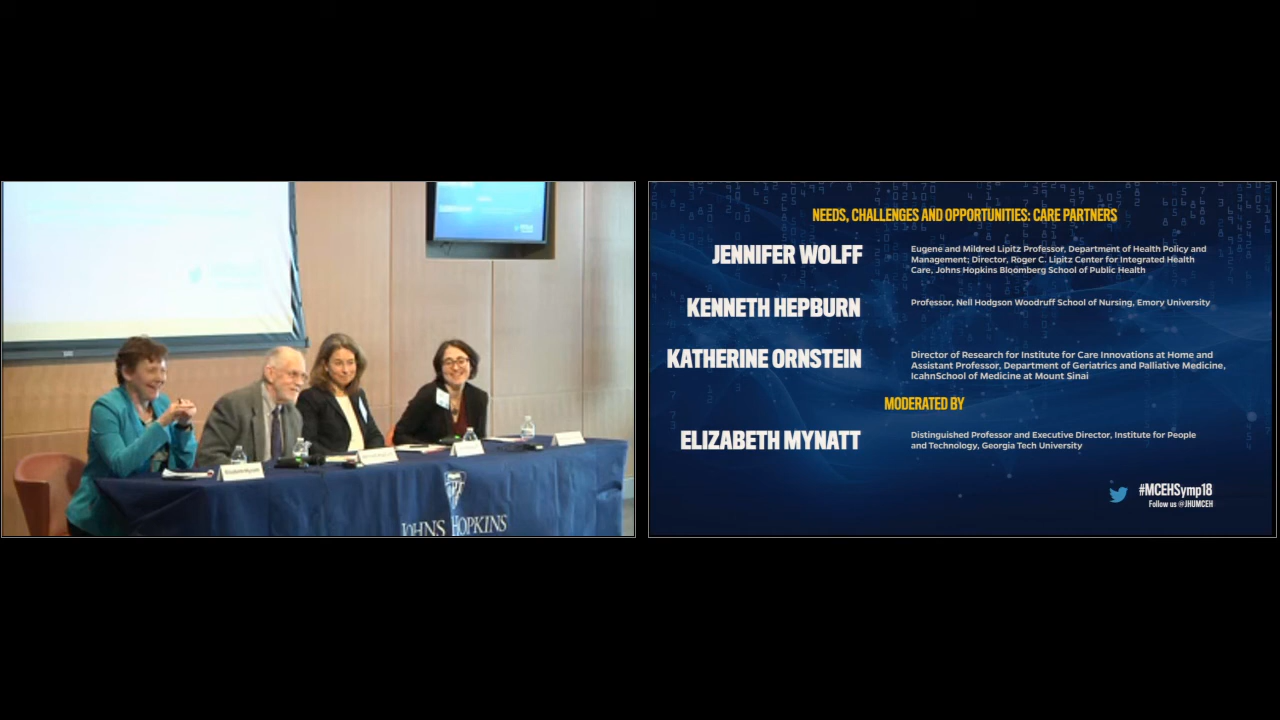 Elizabeth Mynatt
JOHNS HOPKINS
NEEDS, CHALLENGES AND OPPORTUNITIES: CARE PARTNERS
JENNIFER WOLFF
Eugene and Mildred Lipitz Professor, Department of Health Policy and
Management; Director, Roger C. Lipitz Center for Integrated Health
Care, Johns Hopkins Bloomberg School of Public Health
KENNETH HEPBURN
Professor, Nell Hodgson Woodruff School of Nursing, Emory University
KATHERINE ORNSTEIN
Director of Research for Institute for Care Innovations at Home and
Assistant Professor, Department of Geriatrics and Palliative Medicine,
IcahnSchool of Medicine at Mount Sinai
MODERATED BY
ELIZABETH MYNATT
Distinguished Professor and Executive Director, Institute for People
and Technology, Georgia Tech University
#MCEHSymp18
Follow us @JHUMCEH